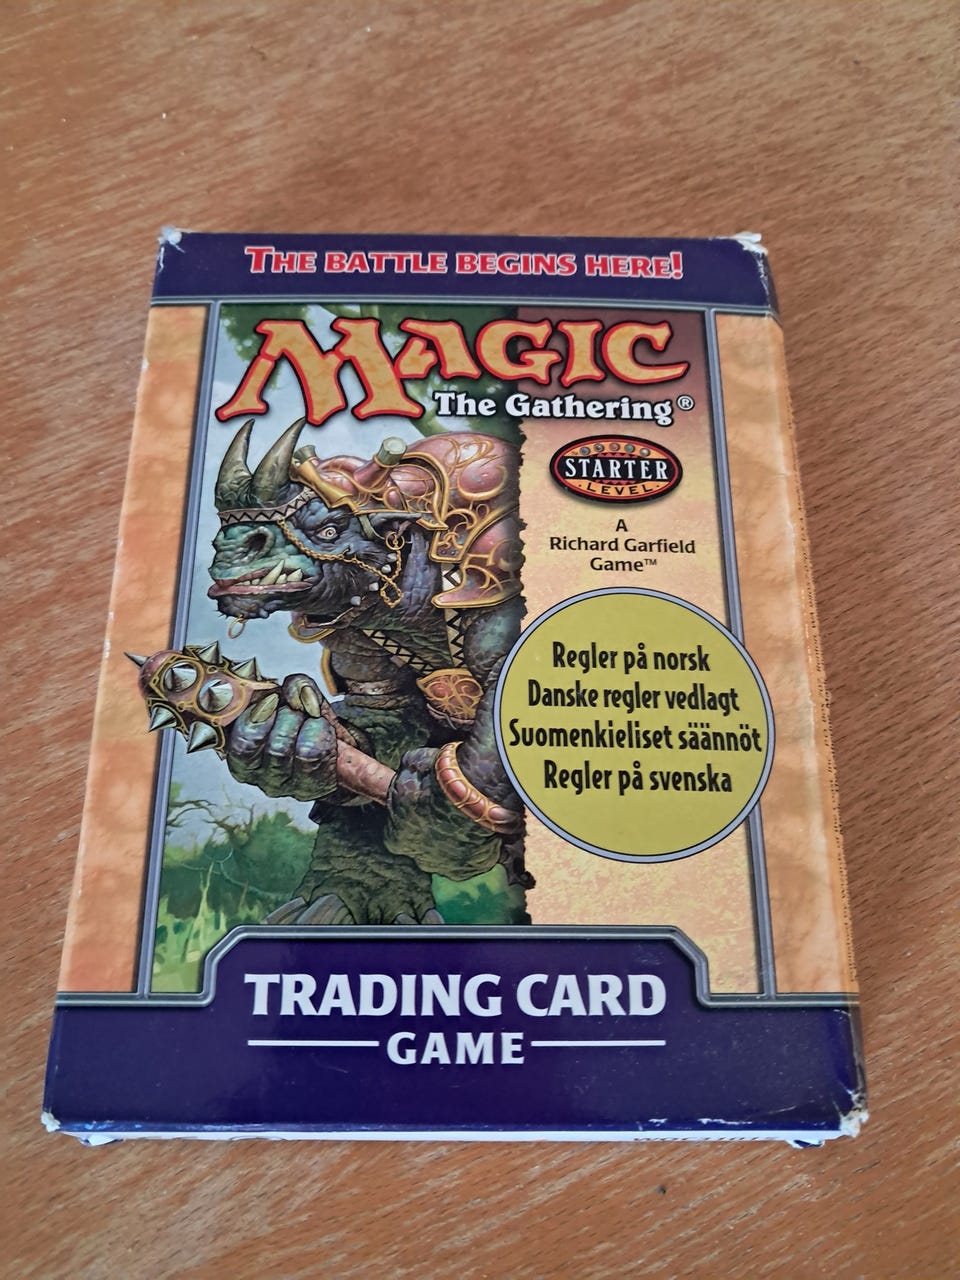 THE BATTLE BEGINS HERE!
MAGIC
The Gathering®
STARTER
LEVEL
A
Richard Garfield
Game™
Regler på norsk
Danske regler vedlagt
Suomenkieliset säännöt
Regler på svenska
TRADING CARD
GAME